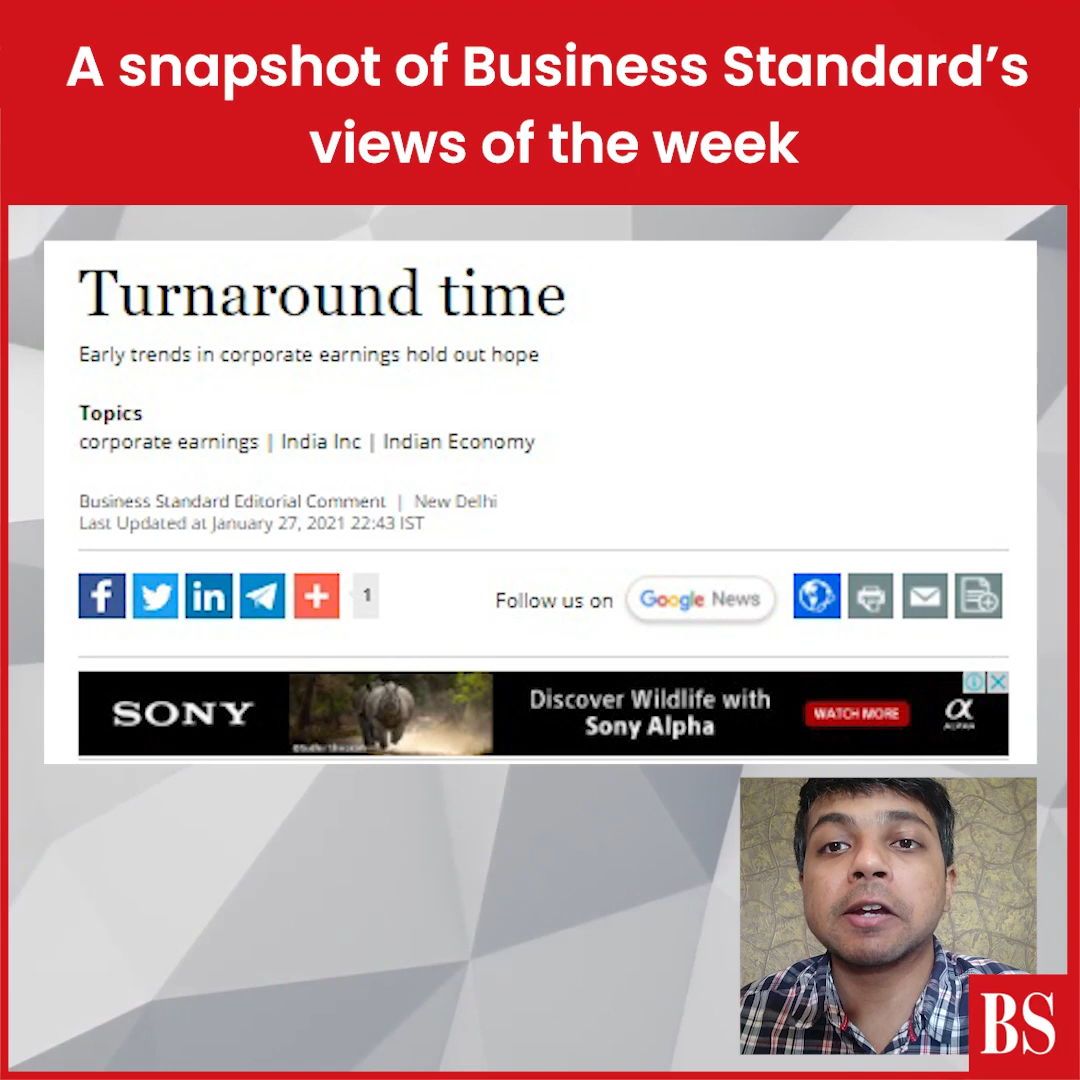 A snapshot of Business Standard’s
views of the week
Turnaround time
Early trends in corporate earnings hold out hope
Topics
corporate earnings | India Inc | Indian Economy
Business Standard Editorial Comment | New Delhi
Last Updated at January 27, 2021 22:43 IST
f in + 1 Follow us on Google News
SONY
Discover Wildlife with
Sony Alpha
WATCH MORE
α
ALPHA
BS